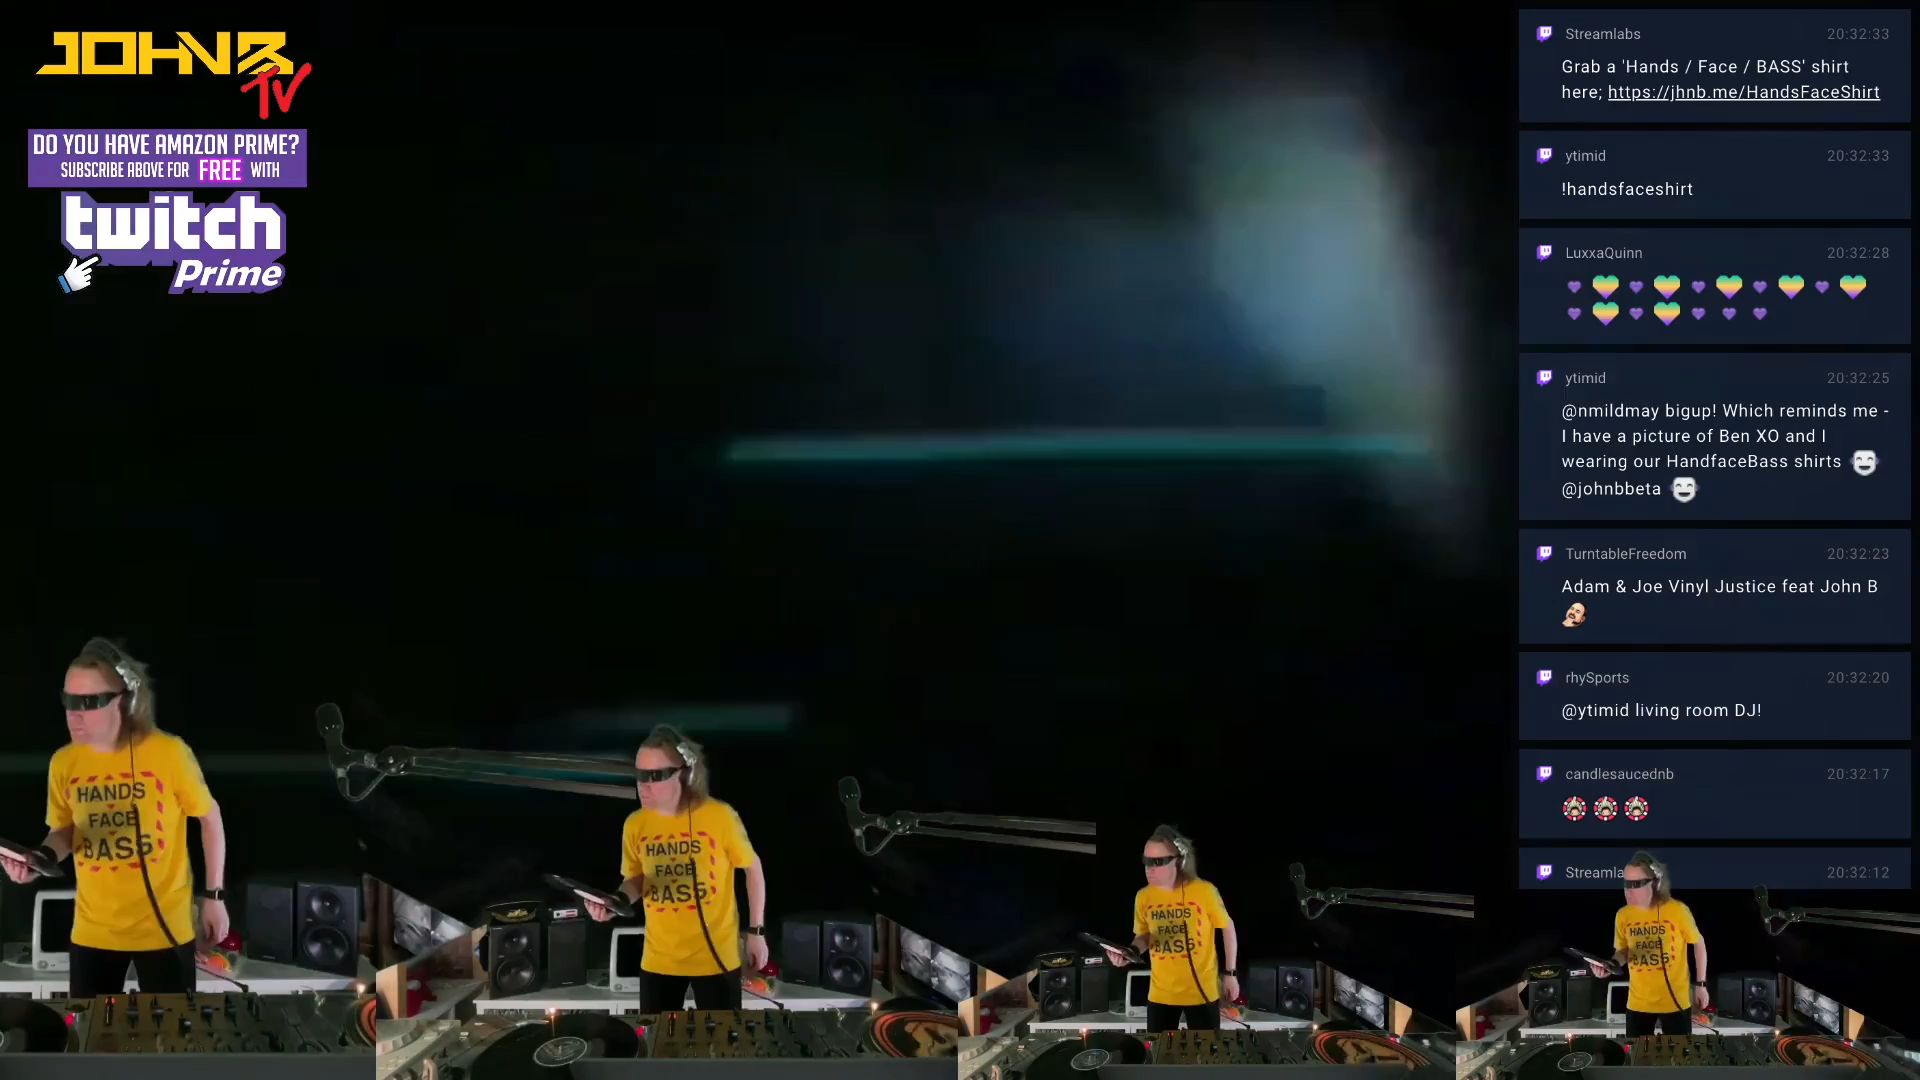 JOHN B
TV
DO YOU HAVE AMAZON PRIME?
SUBSCRIBE ABOVE FOR FREE WITH
twitch
Prime
Streamlabs 20:32:33
Grab a 'Hands / Face / BASS' shirt
here; https://jhnb.me/HandsFaceShirt
ytimid 20:32:33
!handsfaceshirt
LuxxaQuinn 20:32:28
ytimid 20:32:25
@nmildmay bigup! Which reminds me -
I have a picture of Ben XO and I
wearing our HandfaceBass shirts
@johnbbeta
TurntableFreedom 20:32:23
Adam & Joe Vinyl Justice feat John B
rhySports 20:32:20
@ytimid living room DJ!
candlesaucednb 20:32:17
Streamla 20:32:12
HANDS
FACE
BASS
HANDS
FACE
BASS
HANDS
FACE
BASS
HANDS
FACE
BASS